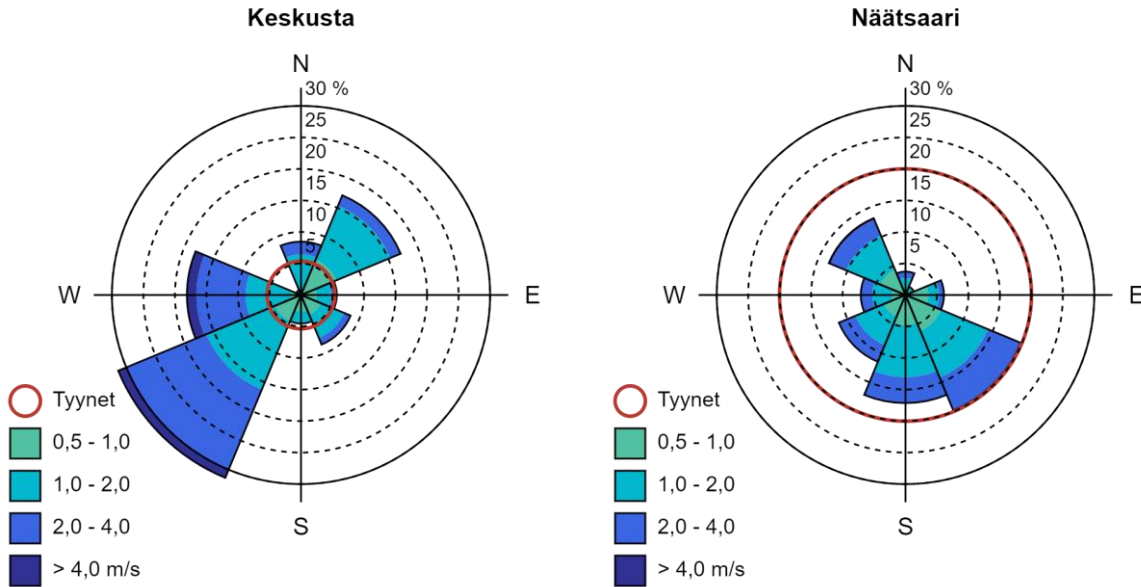 Keskusta
N
30 %
25
20
15
10
5
W
E
S
Tyynet
0,5 - 1,0
1,0 - 2,0
2,0 - 4,0
> 4,0 m/s
Näätsaari
N
30 %
25
20
15
10
5
W
E
S
Tyynet
0,5 - 1,0
1,0 - 2,0
2,0 - 4,0
> 4,0 m/s